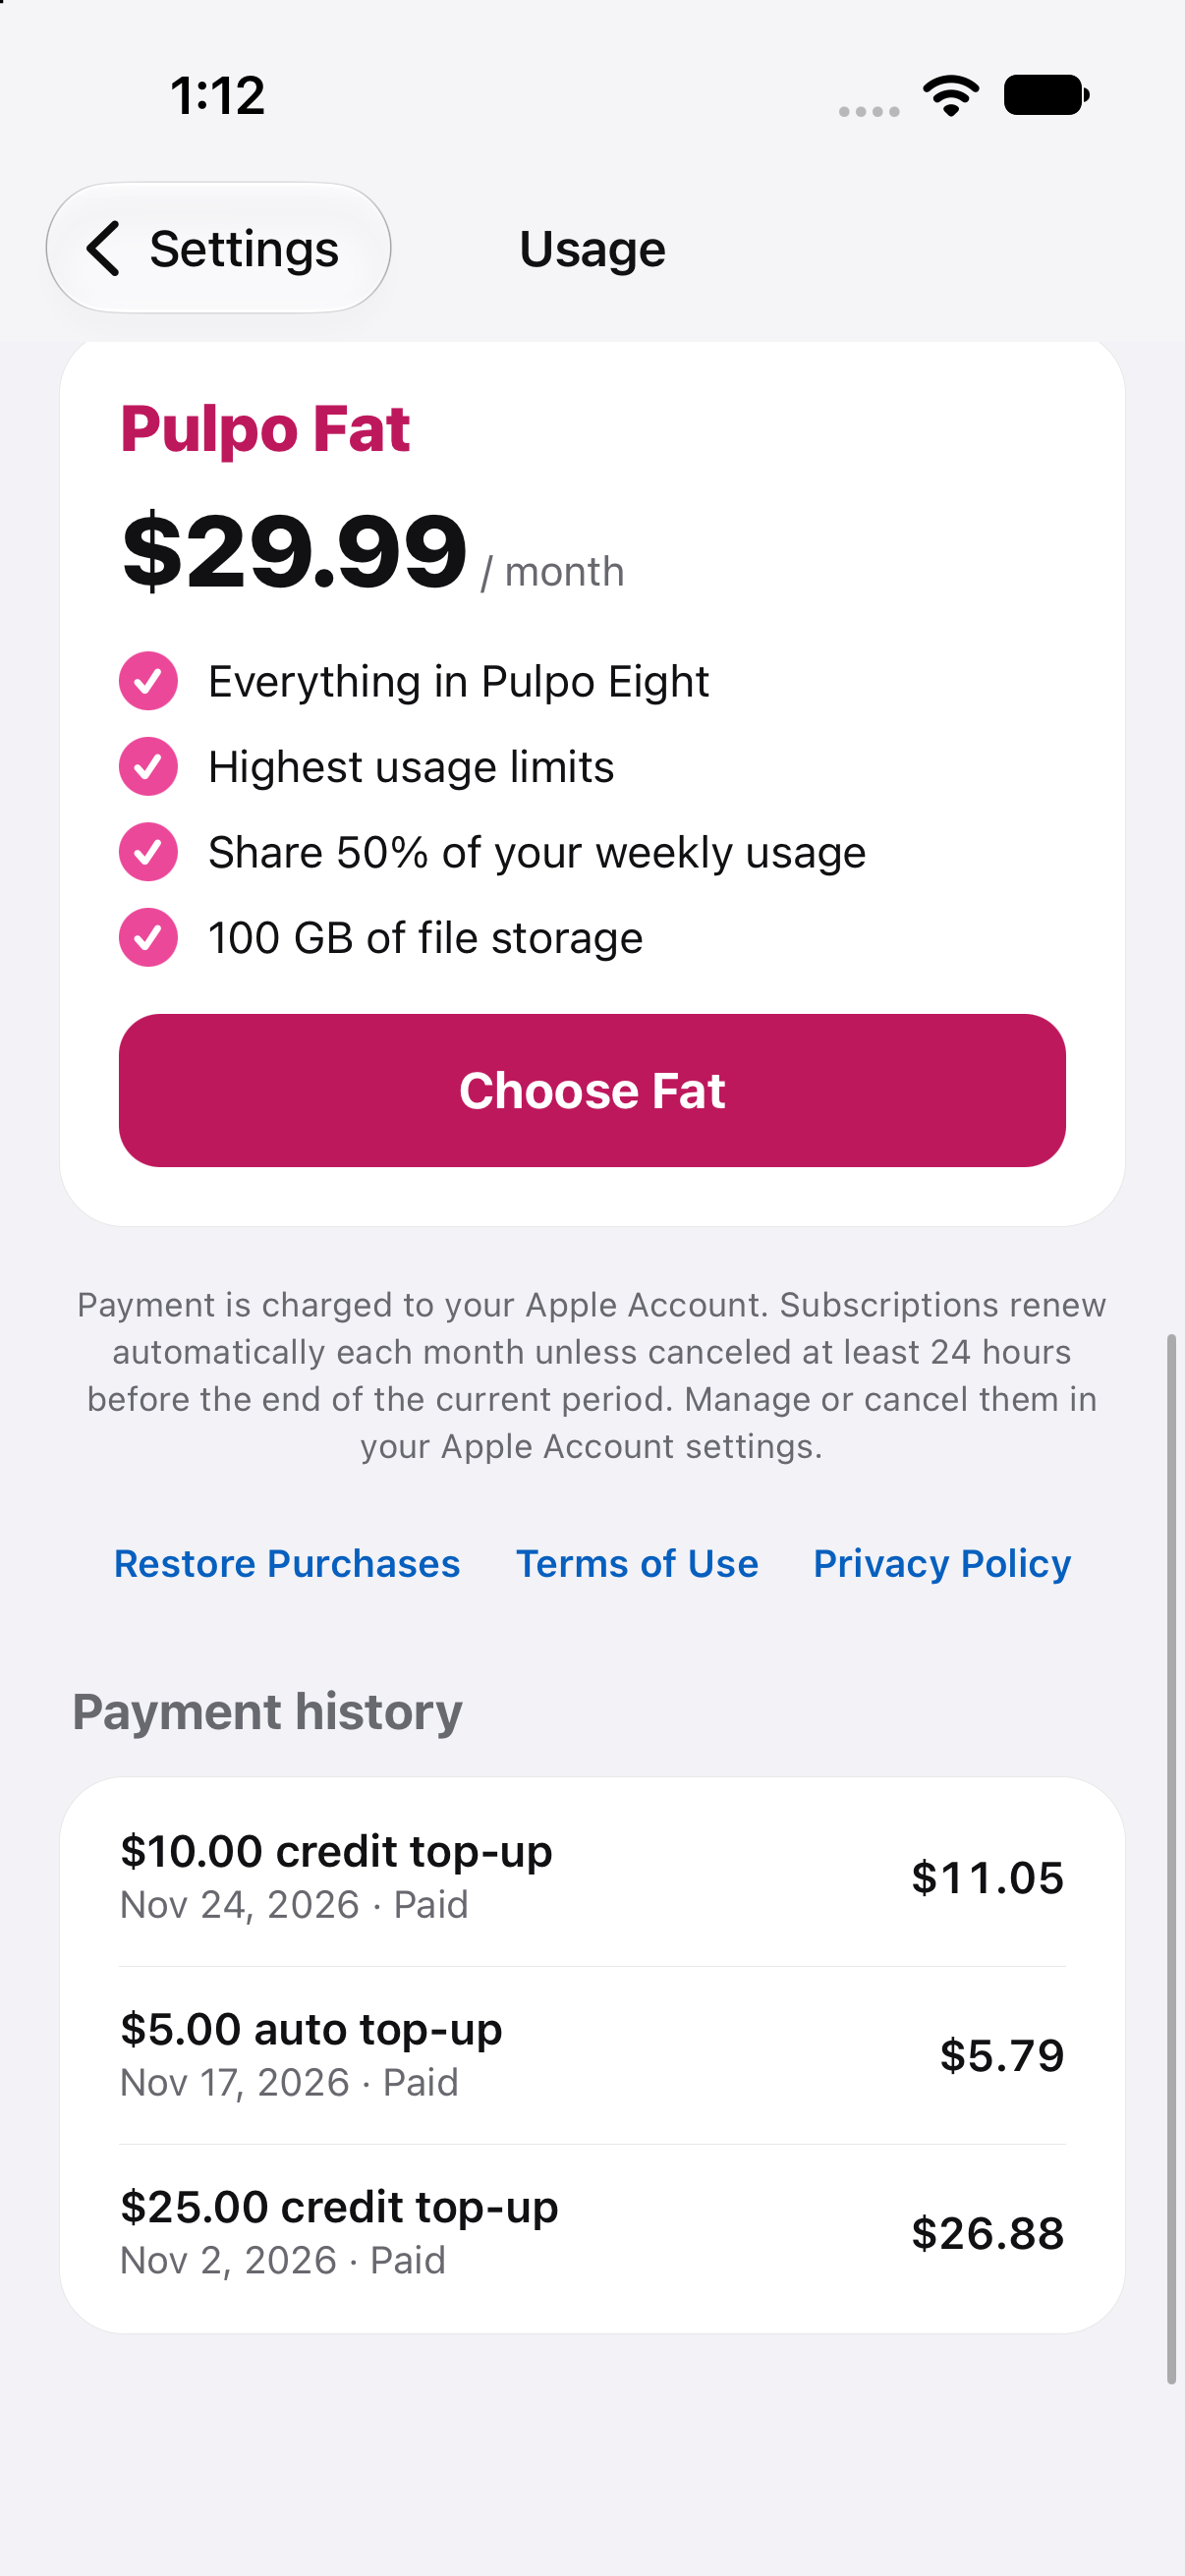 1:12
Settings
Usage
Pulpo Fat
$29.99 / month
Everything in Pulpo Eight
Highest usage limits
Share 50% of your weekly usage
100 GB of file storage
Choose Fat
Payment is charged to your Apple Account. Subscriptions renew
automatically each month unless canceled at least 24 hours
before the end of the current period. Manage or cancel them in
your Apple Account settings.
Restore Purchases Terms of Use Privacy Policy
Payment history
$10.00 credit top-up
Nov 24, 2026 · Paid
$11.05
$5.00 auto top-up
Nov 17, 2026 · Paid
$5.79
$25.00 credit top-up
Nov 2, 2026 · Paid
$26.88